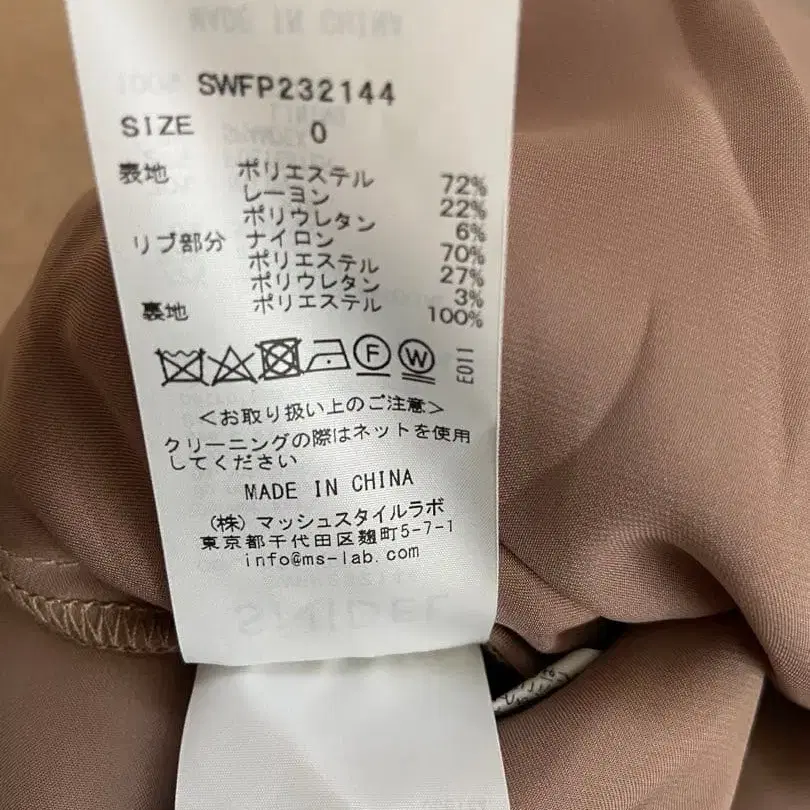 SWFP232144
SIZE 0
表地 ポリエステル 72%
レーヨン 22%
ポリウレタン 6%
リブ部分 ナイロン 70%
ポリエステル 27%
ポリウレタン 3%
裏地 ポリエステル 100%
F W E011
<お取り扱い上のご注意>
クリーニングの際はネットを使用
してください
MADE IN CHINA
(株) マッシュスタイルラボ
東京都千代田区麹町5-7-1
info@ms-lab.com